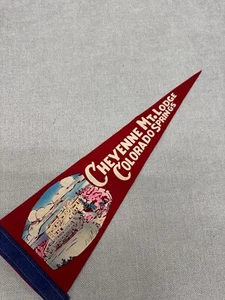 CHEYENNE MT. LODGE
COLORADO SPRINGS